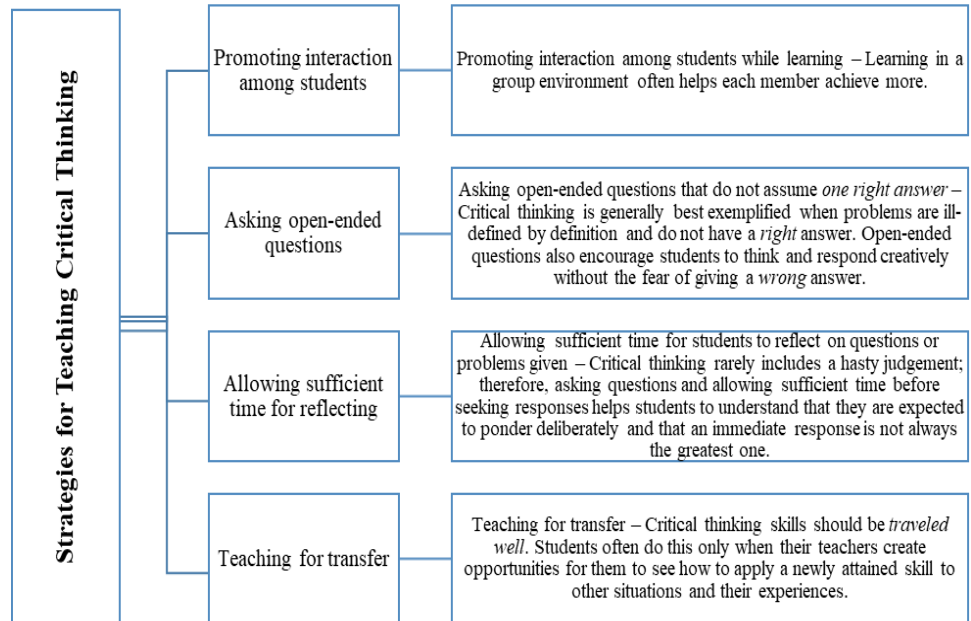 Strategies for Teaching Critical Thinking
Promoting interaction
among students
Promoting interaction among students while learning – Learning in a
group environment often helps each member achieve more.
Asking open-ended
questions
Asking open-ended questions that do not assume one right answer –
Critical thinking is generally best exemplified when problems are ill-
defined by definition and do not have a right answer. Open-ended
questions also encourage students to think and respond creatively
without the fear of giving a wrong answer.
Allowing sufficient
time for reflecting
Allowing sufficient time for students to reflect on questions or
problems given – Critical thinking rarely includes a hasty judgement;
therefore, asking questions and allowing sufficient time before
seeking responses helps students to understand that they are expected
to ponder deliberately and that an immediate response is not always
the greatest one.
Teaching for transfer
Teaching for transfer – Critical thinking skills should be traveled
well. Students often do this only when their teachers create
opportunities for them to see how to apply a newly attained skill to
other situations and their experiences.